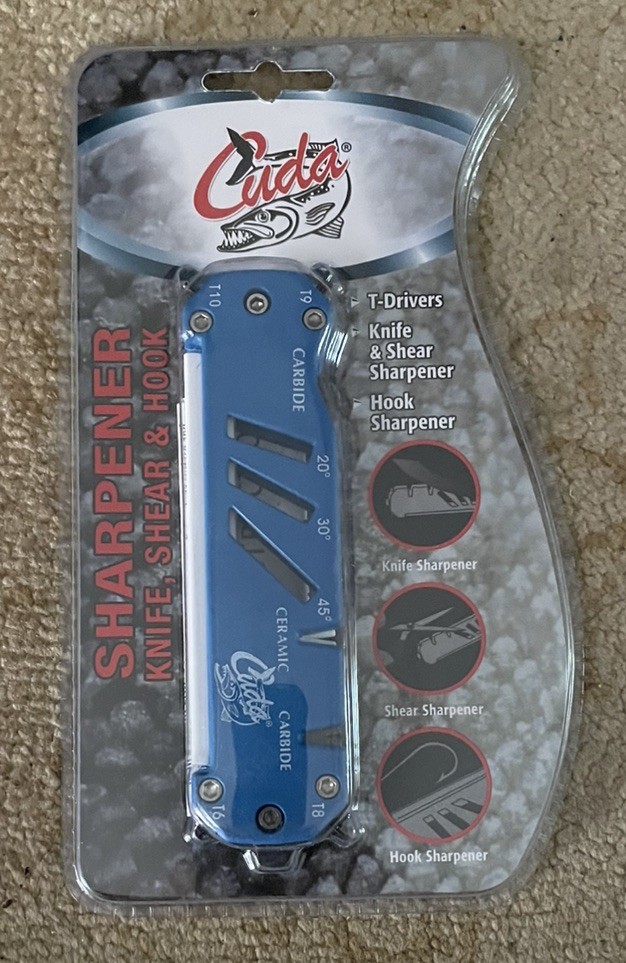 Cuda®
T-Drivers
Knife
& Shear
Sharpener
Hook
Sharpener
SHARPENER
KNIFE, SHEAR & HOOK
T10
T9
CARBIDE
20°
30°
45°
CERAMIC
Cuda®
CARBIDE
T6
T8
Knife Sharpener
Shear Sharpener
Hook Sharpener